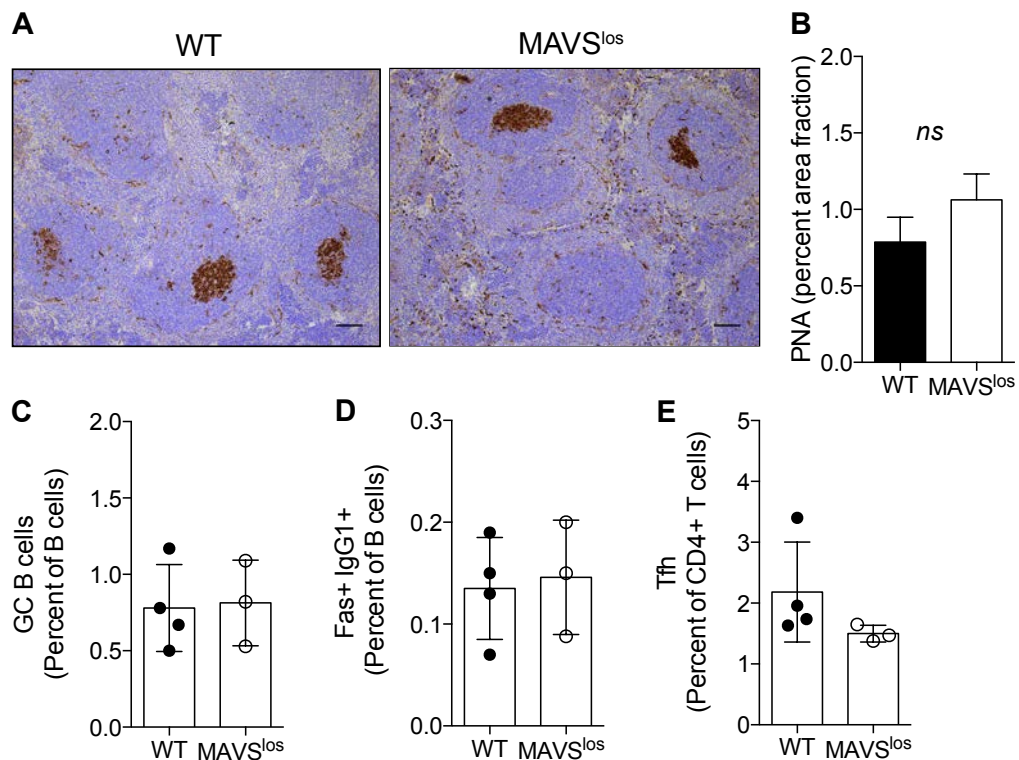 A
WT
MAVSlos
B
PNA (percent area fraction)
2.0
1.5
1.0
0.5
0.0
ns
WT
MAVSlos
C
GC B cells
(Percent of B cells)
2.0
1.5
1.0
0.5
0.0
WT
MAVSlos
D
Fas+ IgG1+
(Percent of B cells)
0.3
0.2
0.1
0.0
WT
MAVSlos
E
Tfh
(Percent of CD4+ T cells)
5
4
3
2
1
0
WT
MAVSlos